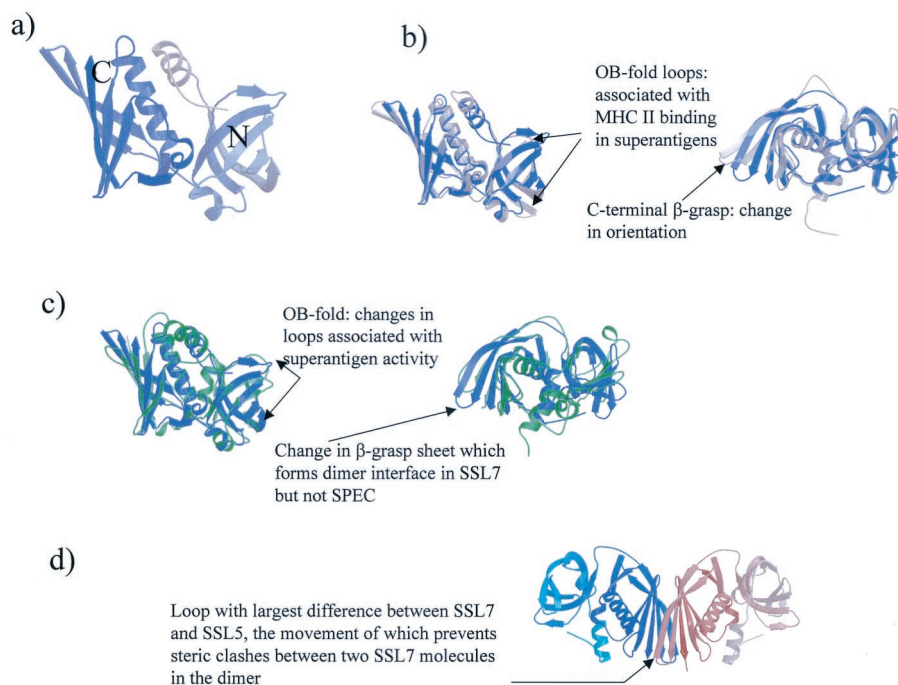 a)
C
N
b)
OB-fold loops:
associated with
MHC II binding
in superantigens
C-terminal β-grasp: change
in orientation
c)
OB-fold: changes in
loops associated with
superantigen activity
Change in β-grasp sheet which
forms dimer interface in SSL7
but not SPEC
d)
Loop with largest difference between SSL7
and SSL5, the movement of which prevents
steric clashes between two SSL7 molecules
in the dimer